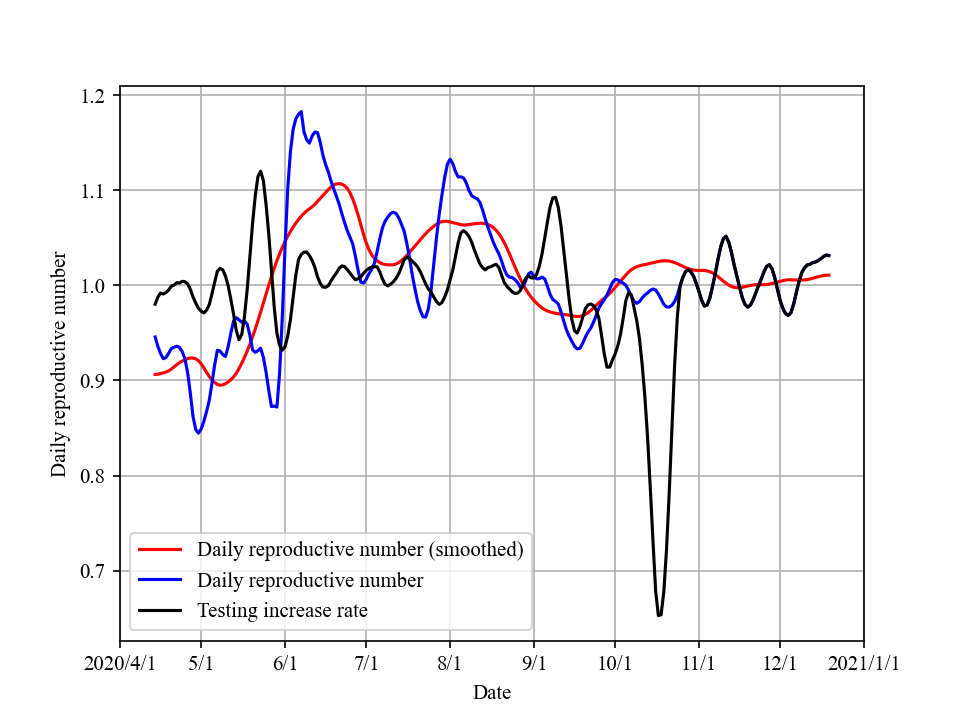 1.2
1.1
1.0
0.9
0.8
0.7
Daily reproductive number
Daily reproductive number (smoothed)
Daily reproductive number
Testing increase rate
2020/4/1 5/1 6/1 7/1 8/1 9/1 10/1 11/1 12/1 2021/1/1
Date